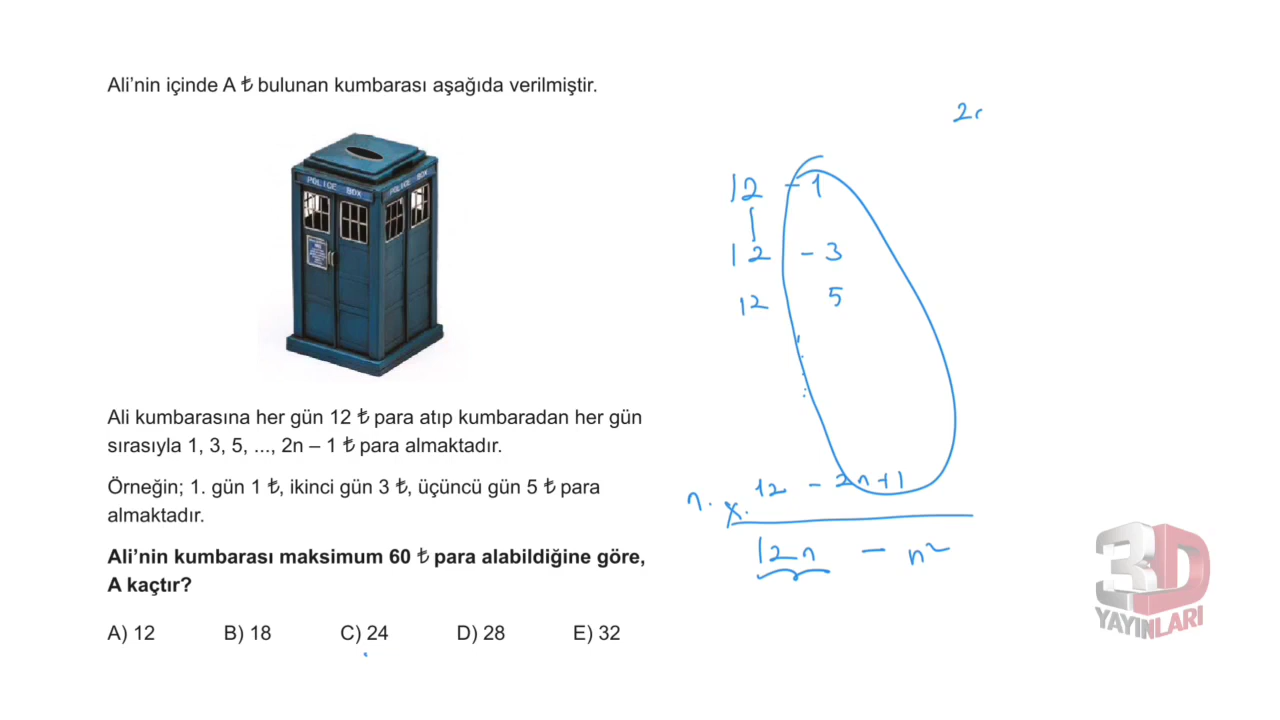 Ali’nin içinde A ₺ bulunan kumbarası aşağıda verilmiştir.
POLICE BOX
POLICE BOX
Ali kumbarasına her gün 12 ₺ para atıp kumbaradan her gün
sırasıyla 1, 3, 5, ..., 2n – 1 ₺ para almaktadır.
Örneğin; 1. gün 1 ₺, ikinci gün 3 ₺, üçüncü gün 5 ₺ para
almaktadır.
Ali’nin kumbarası maksimum 60 ₺ para alabildiğine göre,
A kaçtır?
A) 12 B) 18 C) 24 D) 28 E) 32
12 - 1
12 - 3
12 5
n. 12 - 2n + 1
12n - n²
3D
YAYINLARI